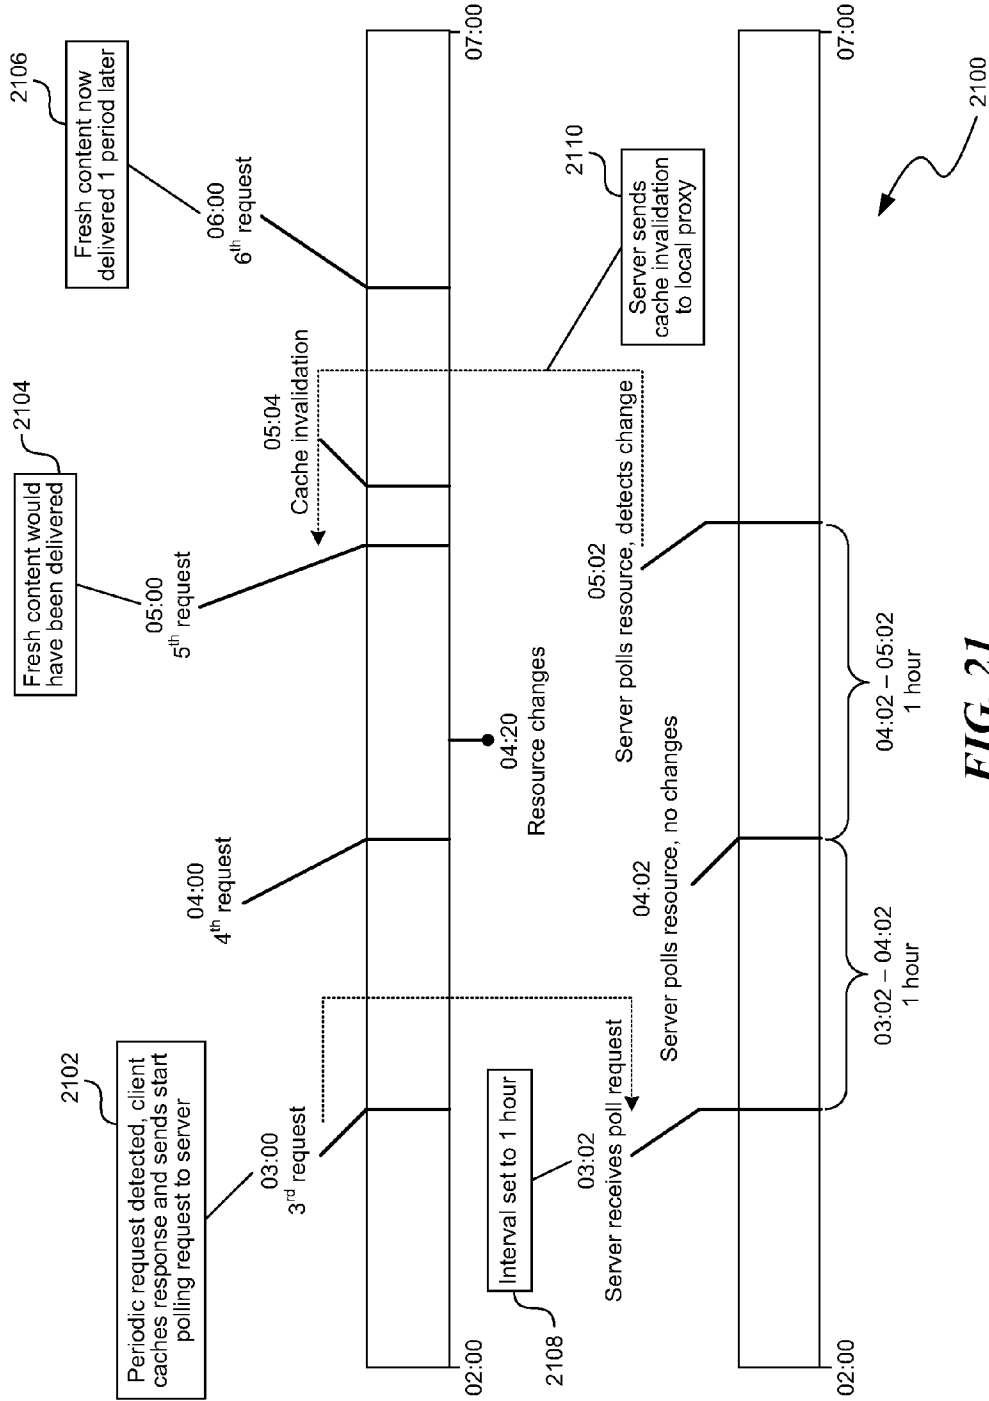 2102
Periodic request detected, client
caches response and sends start
polling request to server
03:00
3rd request
04:00
4th request
2104
Fresh content would
have been delivered
05:00
5th request
05:04
Cache invalidation
2106
Fresh content now
delivered 1 period later
06:00
6th request
02:00
04:20
Resource changes
07:00
2108
Interval set to 1 hour
03:02
Server receives poll request
04:02
Server polls resource, no changes
05:02
Server polls resource, detects change
2110
Server sends
cache invalidation
to local proxy
02:00
03:02 – 04:02
1 hour
04:02 – 05:02
1 hour
07:00
2100
FIG. 21